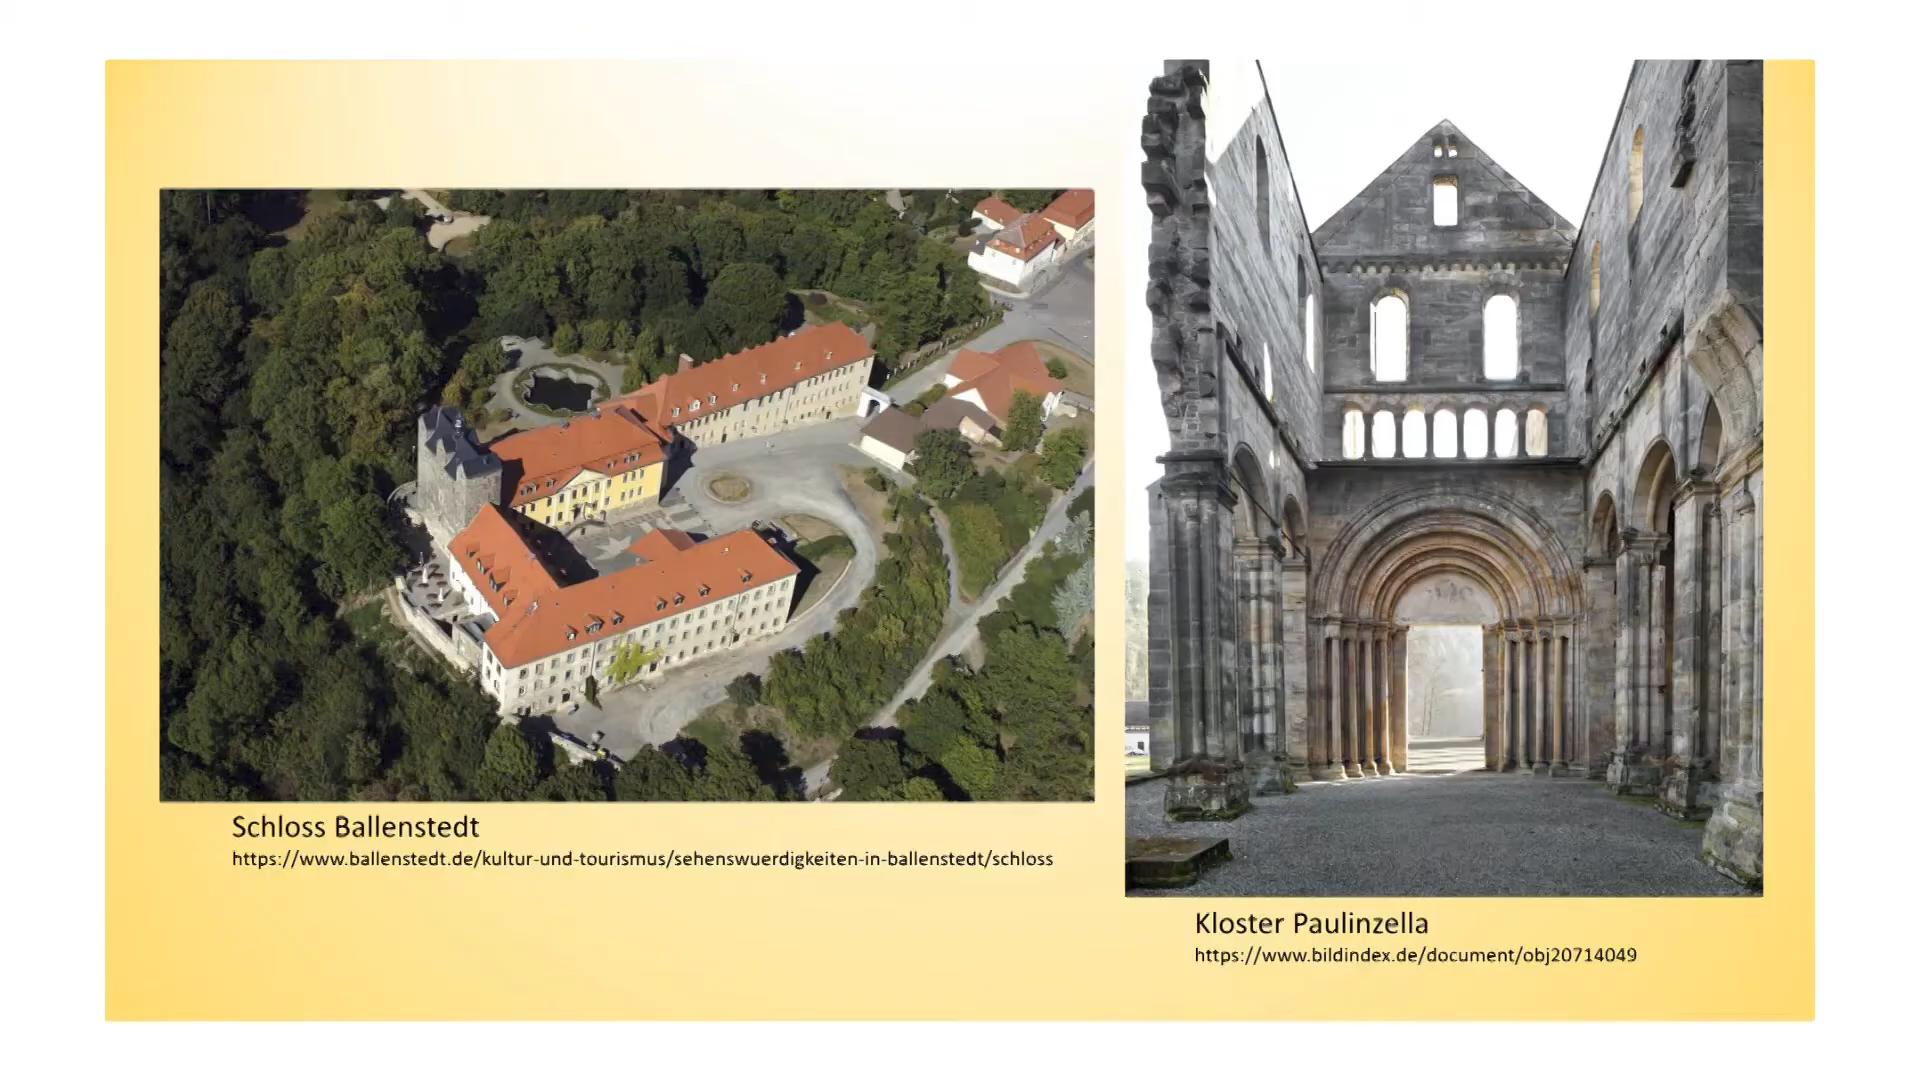 Schloss Ballenstedt
https://www.ballenstedt.de/kultur-und-tourismus/sehenswuerdigkeiten-in-ballenstedt/schloss
Kloster Paulinzella
https://www.bildindex.de/document/obj20714049